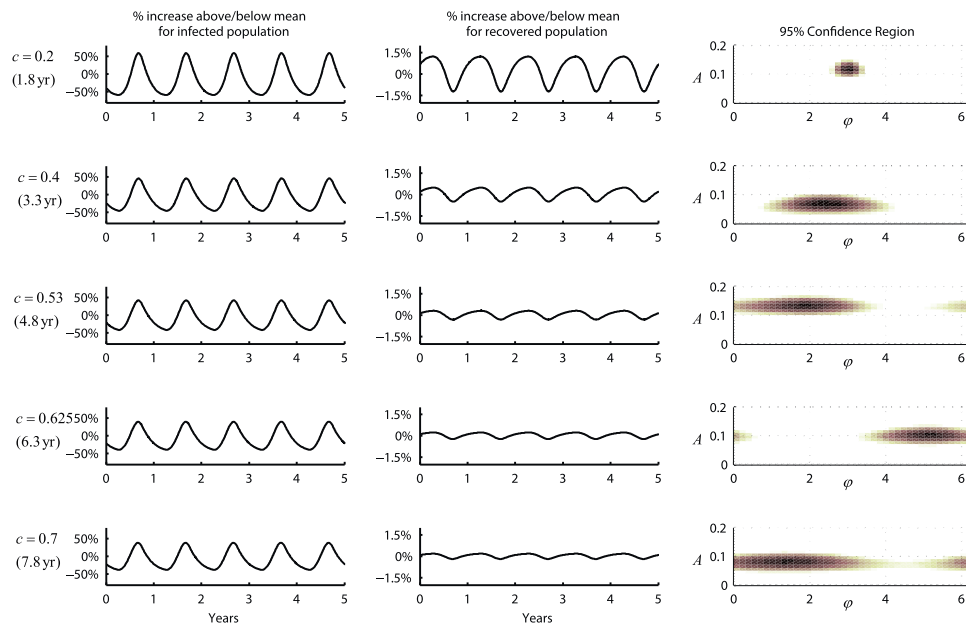 % increase above/below mean
for infected population
% increase above/below mean
for recovered population
95% Confidence Region
c = 0.2
(1.8 yr)
50%
0%
−50%
0 1 2 3 4 5
1.5%
0%
−1.5%
0 1 2 3 4 5
0.2
A 0.1
0
0 2 4 6
φ
c = 0.4
(3.3 yr)
50%
0%
−50%
0 1 2 3 4 5
1.5%
0%
−1.5%
0 1 2 3 4 5
0.2
A 0.1
0
0 2 4 6
φ
c = 0.53
(4.8 yr)
50%
0%
−50%
0 1 2 3 4 5
1.5%
0%
−1.5%
0 1 2 3 4 5
0.2
A 0.1
0
0 2 4 6
φ
c = 0.625
(6.3 yr)
50%
0%
−50%
0 1 2 3 4 5
1.5%
0%
−1.5%
0 1 2 3 4 5
0.2
A 0.1
0
0 2 4 6
φ
c = 0.7
(7.8 yr)
50%
0%
−50%
0 1 2 3 4 5
Years
1.5%
0%
−1.5%
0 1 2 3 4 5
Years
0.2
A 0.1
0
0 2 4 6
φ